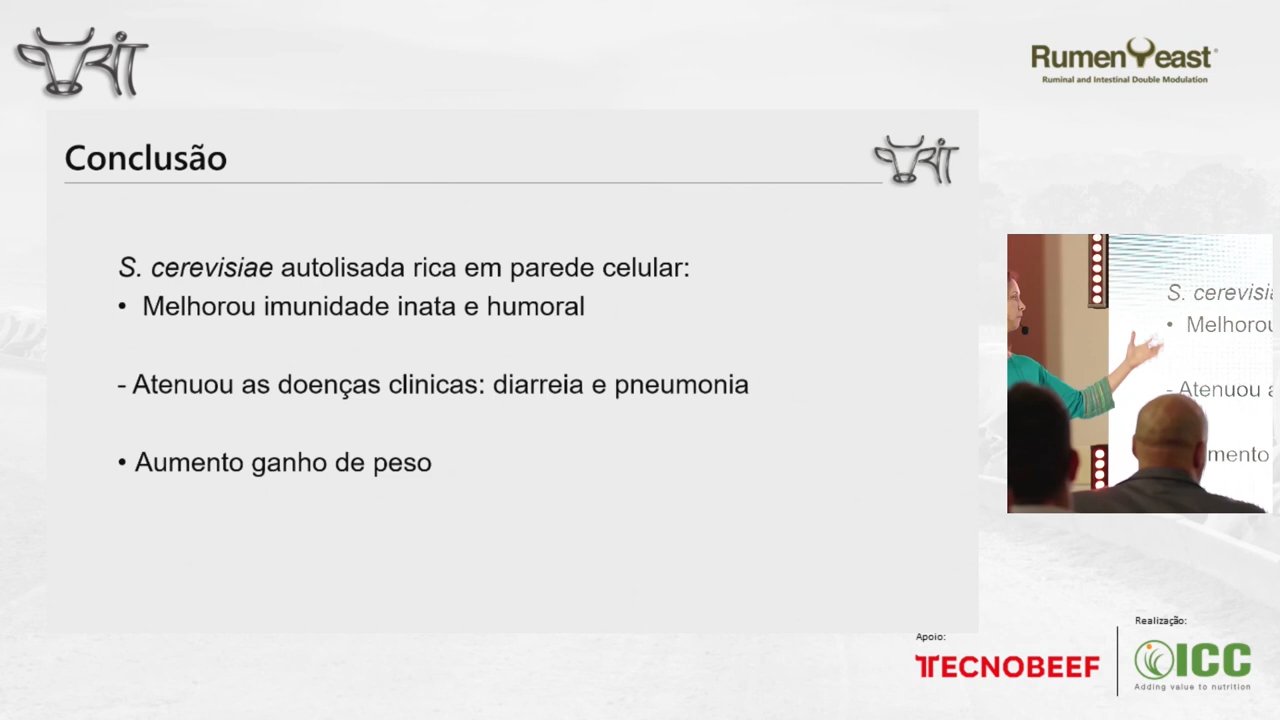 RumenYeast®
Ruminal and Intestinal Double Modulation
Conclusão
S. cerevisiae autolisada rica em parede celular:
• Melhorou imunidade inata e humoral
- Atenuou as doenças clinicas: diarreia e pneumonia
• Aumento ganho de peso
S. cerevisia
• Melhorou
- Atenuou a
mento
Apoio:
TECNOBEEF
Realização:
ICC
Adding value to nutrition